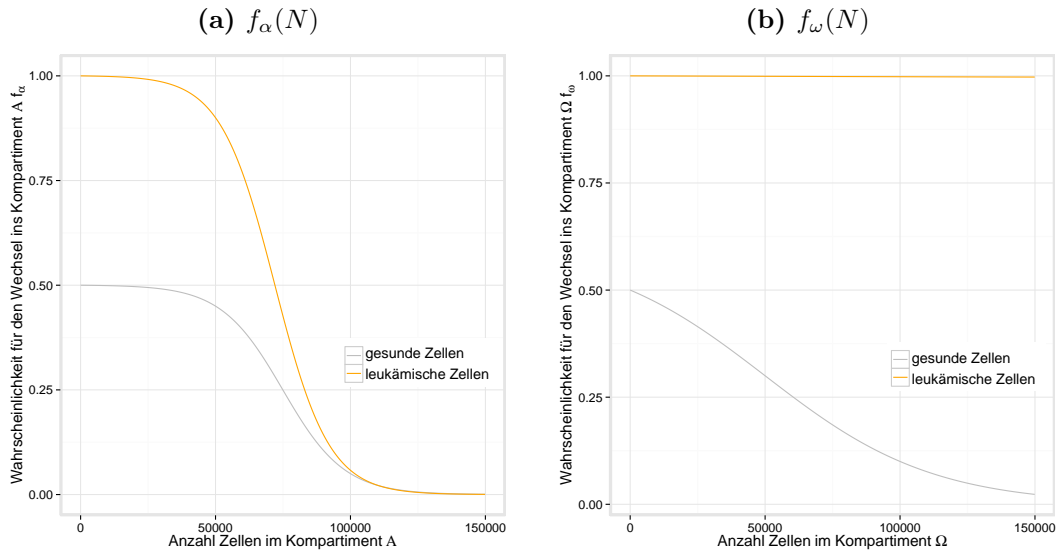 (a) fα(N)
Wahrscheinlichkeit für den Wechsel ins Kompartiment A fα
1.00
0.75
0.50
0.25
0.00
gesunde Zellen
leukämische Zellen
0
50000
100000
150000
Anzahl Zellen im Kompartiment A
(b) fω(N)
Wahrscheinlichkeit für den Wechsel ins Kompartiment Ω fω
1.00
0.75
0.50
0.25
0.00
gesunde Zellen
leukämische Zellen
0
50000
100000
150000
Anzahl Zellen im Kompartiment Ω